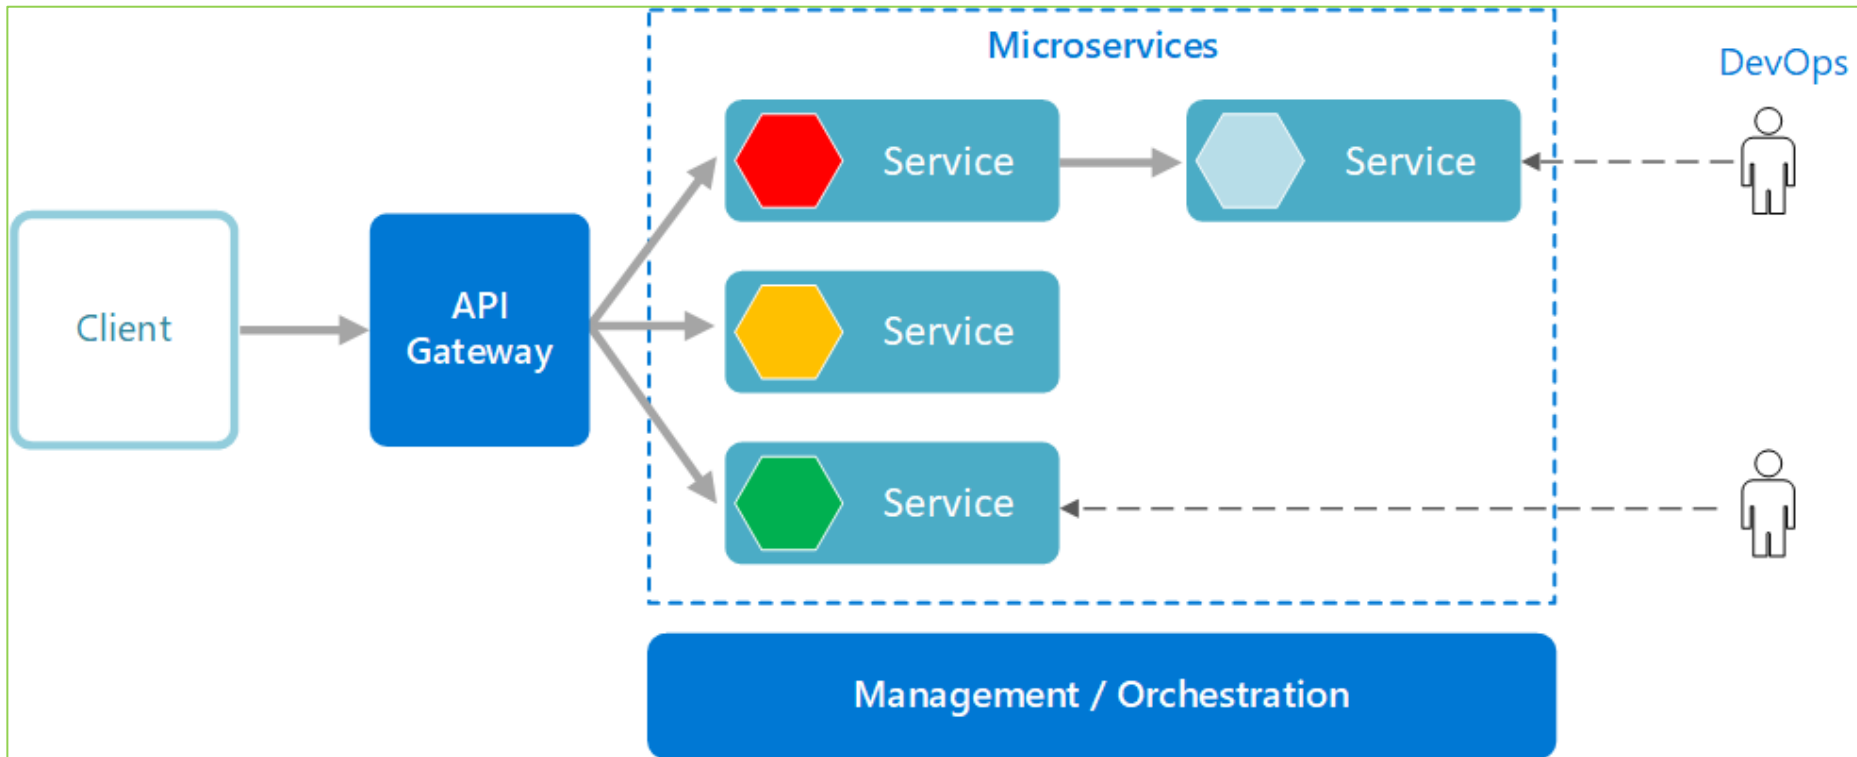 Microservices
DevOps
Service
Service
Client
API
Gateway
Service
Service
Management / Orchestration